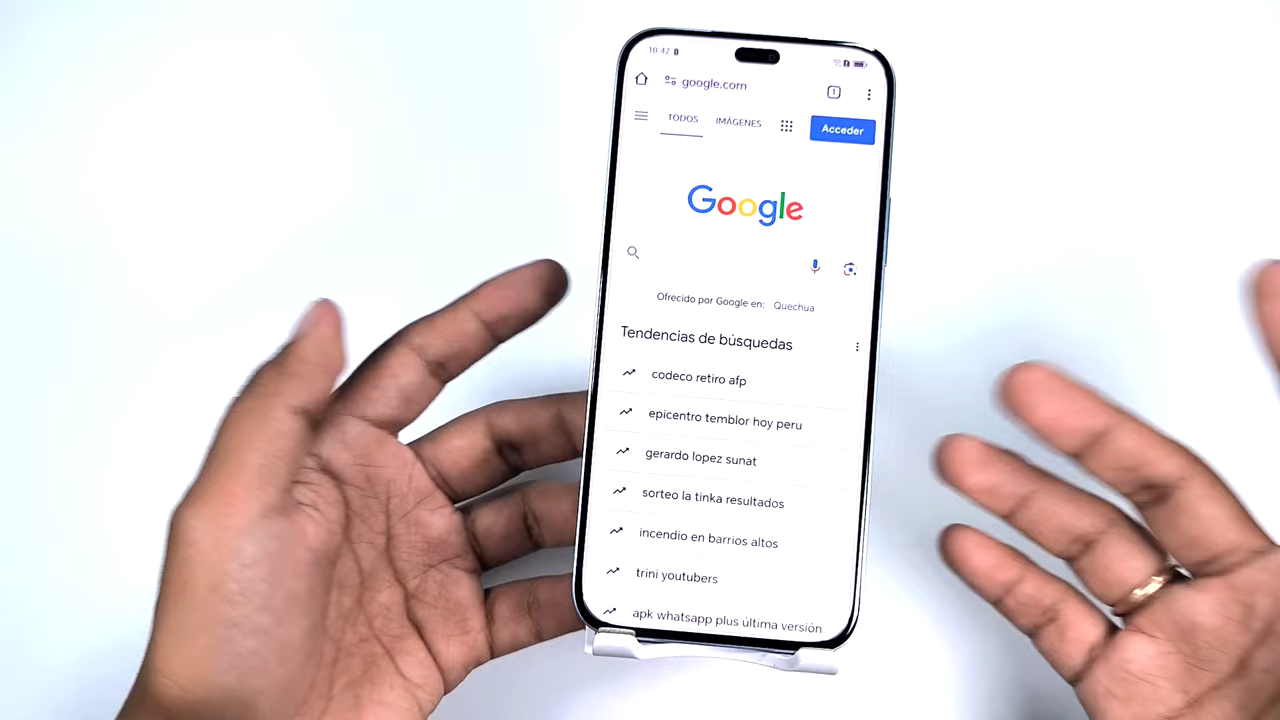 10:42
google.com
TODOS IMÁGENES Acceder
Google
Ofrecido por Google en: Quechua
Tendencias de búsquedas
codeco retiro afp
epicentro temblor hoy peru
gerardo lopez sunat
sorteo la tinka resultados
incendio en barrios altos
trini youtubers
apk whatsapp plus última versión